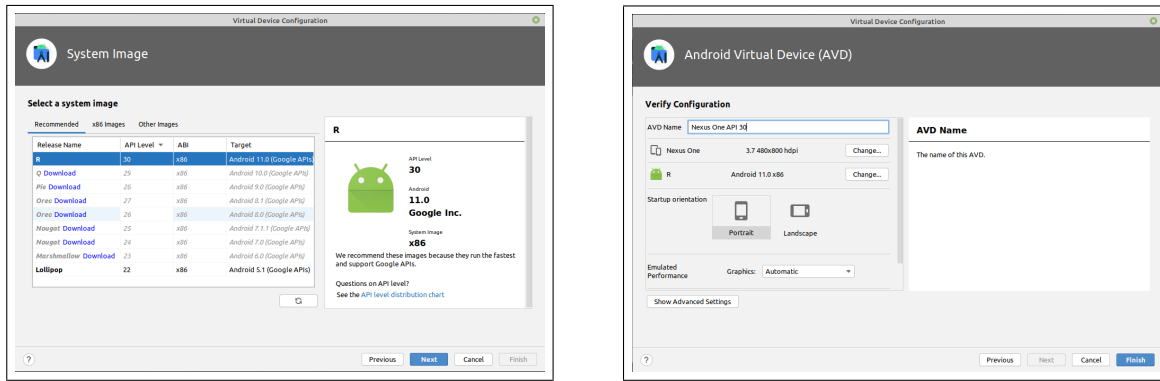 Virtual Device Configuration
System Image
Select a system image
Recommended x86 Images Other Images
Release Name API Level ABI Target
R 30 x86 Android 11.0 (Google APIs)
Q Download 29 x86 Android 10.0 (Google APIs)
Pie Download 28 x86 Android 9.0 (Google APIs)
Oreo Download 27 x86 Android 8.1 (Google APIs)
Oreo Download 26 x86 Android 8.0 (Google APIs)
Nougat Download 25 x86 Android 7.1.1 (Google APIs)
Nougat Download 24 x86 Android 7.0 (Google APIs)
Marshmallow Download 23 x86 Android 6.0 (Google APIs)
Lollipop 22 x86 Android 5.1 (Google APIs)
R
API Level
30
Android
11.0
Google Inc.
System Image
x86
We recommend these images because they run the fastest
and support Google APIs.
Questions on API level?
See the API level distribution chart
?
Previous Next Cancel Finish
Virtual Device Configuration
Android Virtual Device (AVD)
Verify Configuration
AVD Name Nexus One API 30
Nexus One 3.7 480x800 hdpi Change...
R Android 11.0 x86 Change...
Startup orientation
Portrait Landscape
Emulated
Performance Graphics: Automatic
Show Advanced Settings
AVD Name
The name of this AVD.
?
Previous Next Cancel Finish